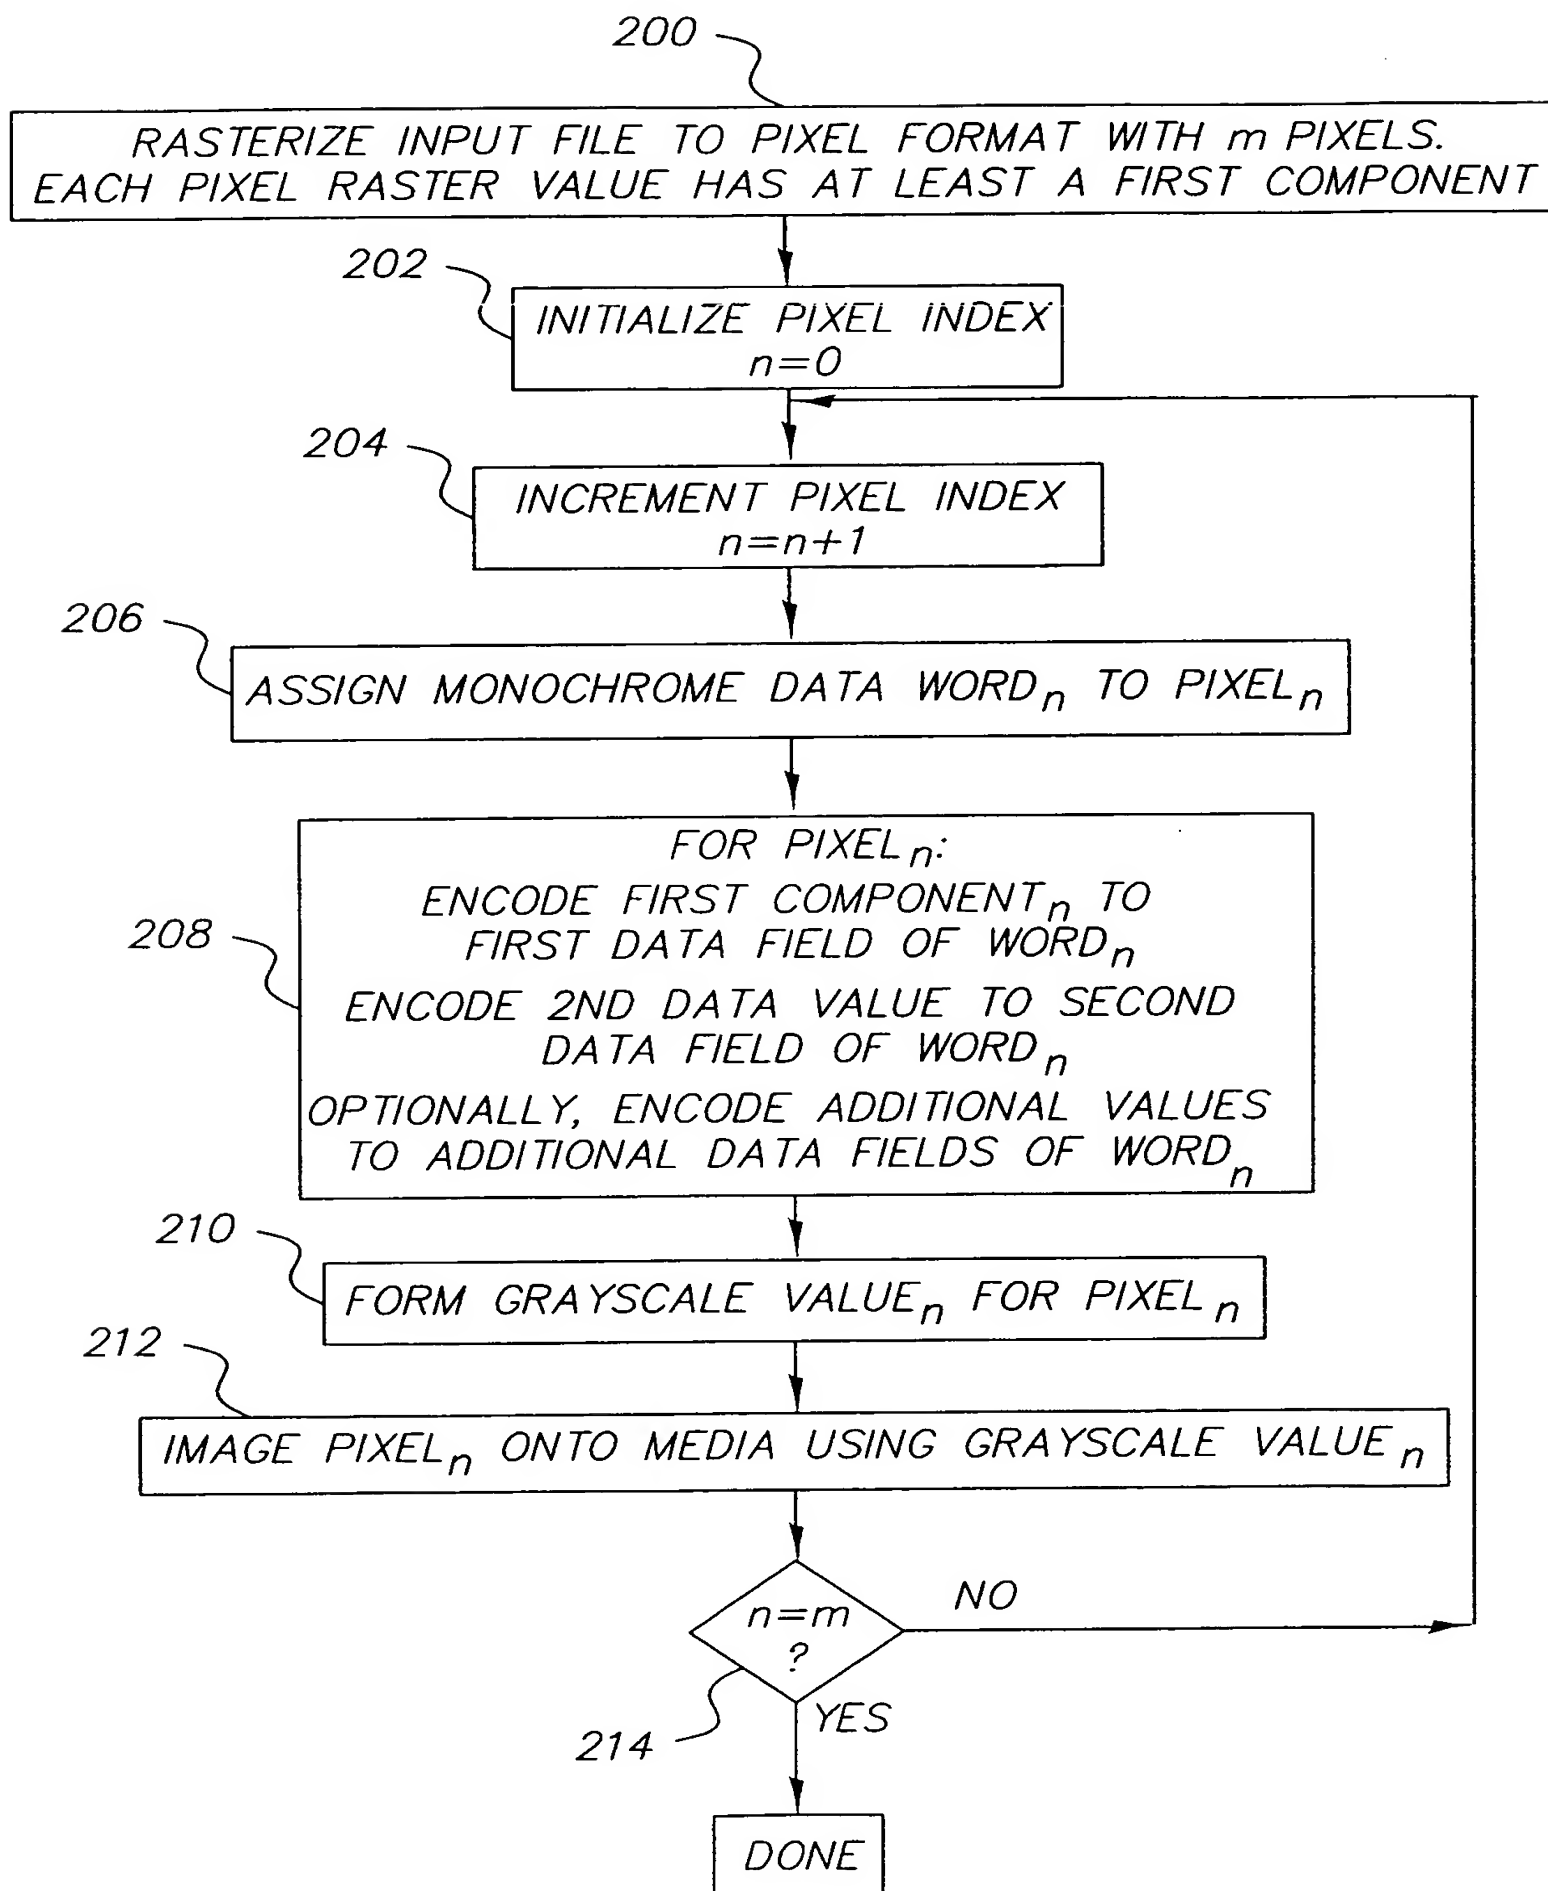 200
RASTERIZE INPUT FILE TO PIXEL FORMAT WITH m PIXELS.
EACH PIXEL RASTER VALUE HAS AT LEAST A FIRST COMPONENT
202
INITIALIZE PIXEL INDEX
n=0
204
INCREMENT PIXEL INDEX
n=n+1
206
ASSIGN MONOCHROME DATA WORDn TO PIXELn
FOR PIXELn:
ENCODE FIRST COMPONENTn TO
FIRST DATA FIELD OF WORDn
208
ENCODE 2ND DATA VALUE TO SECOND
DATA FIELD OF WORDn
OPTIONALLY, ENCODE ADDITIONAL VALUES
TO ADDITIONAL DATA FIELDS OF WORDn
210
FORM GRAYSCALE VALUEn FOR PIXELn
212
IMAGE PIXELn ONTO MEDIA USING GRAYSCALE VALUEn
n=m
?
NO
YES
214
DONE